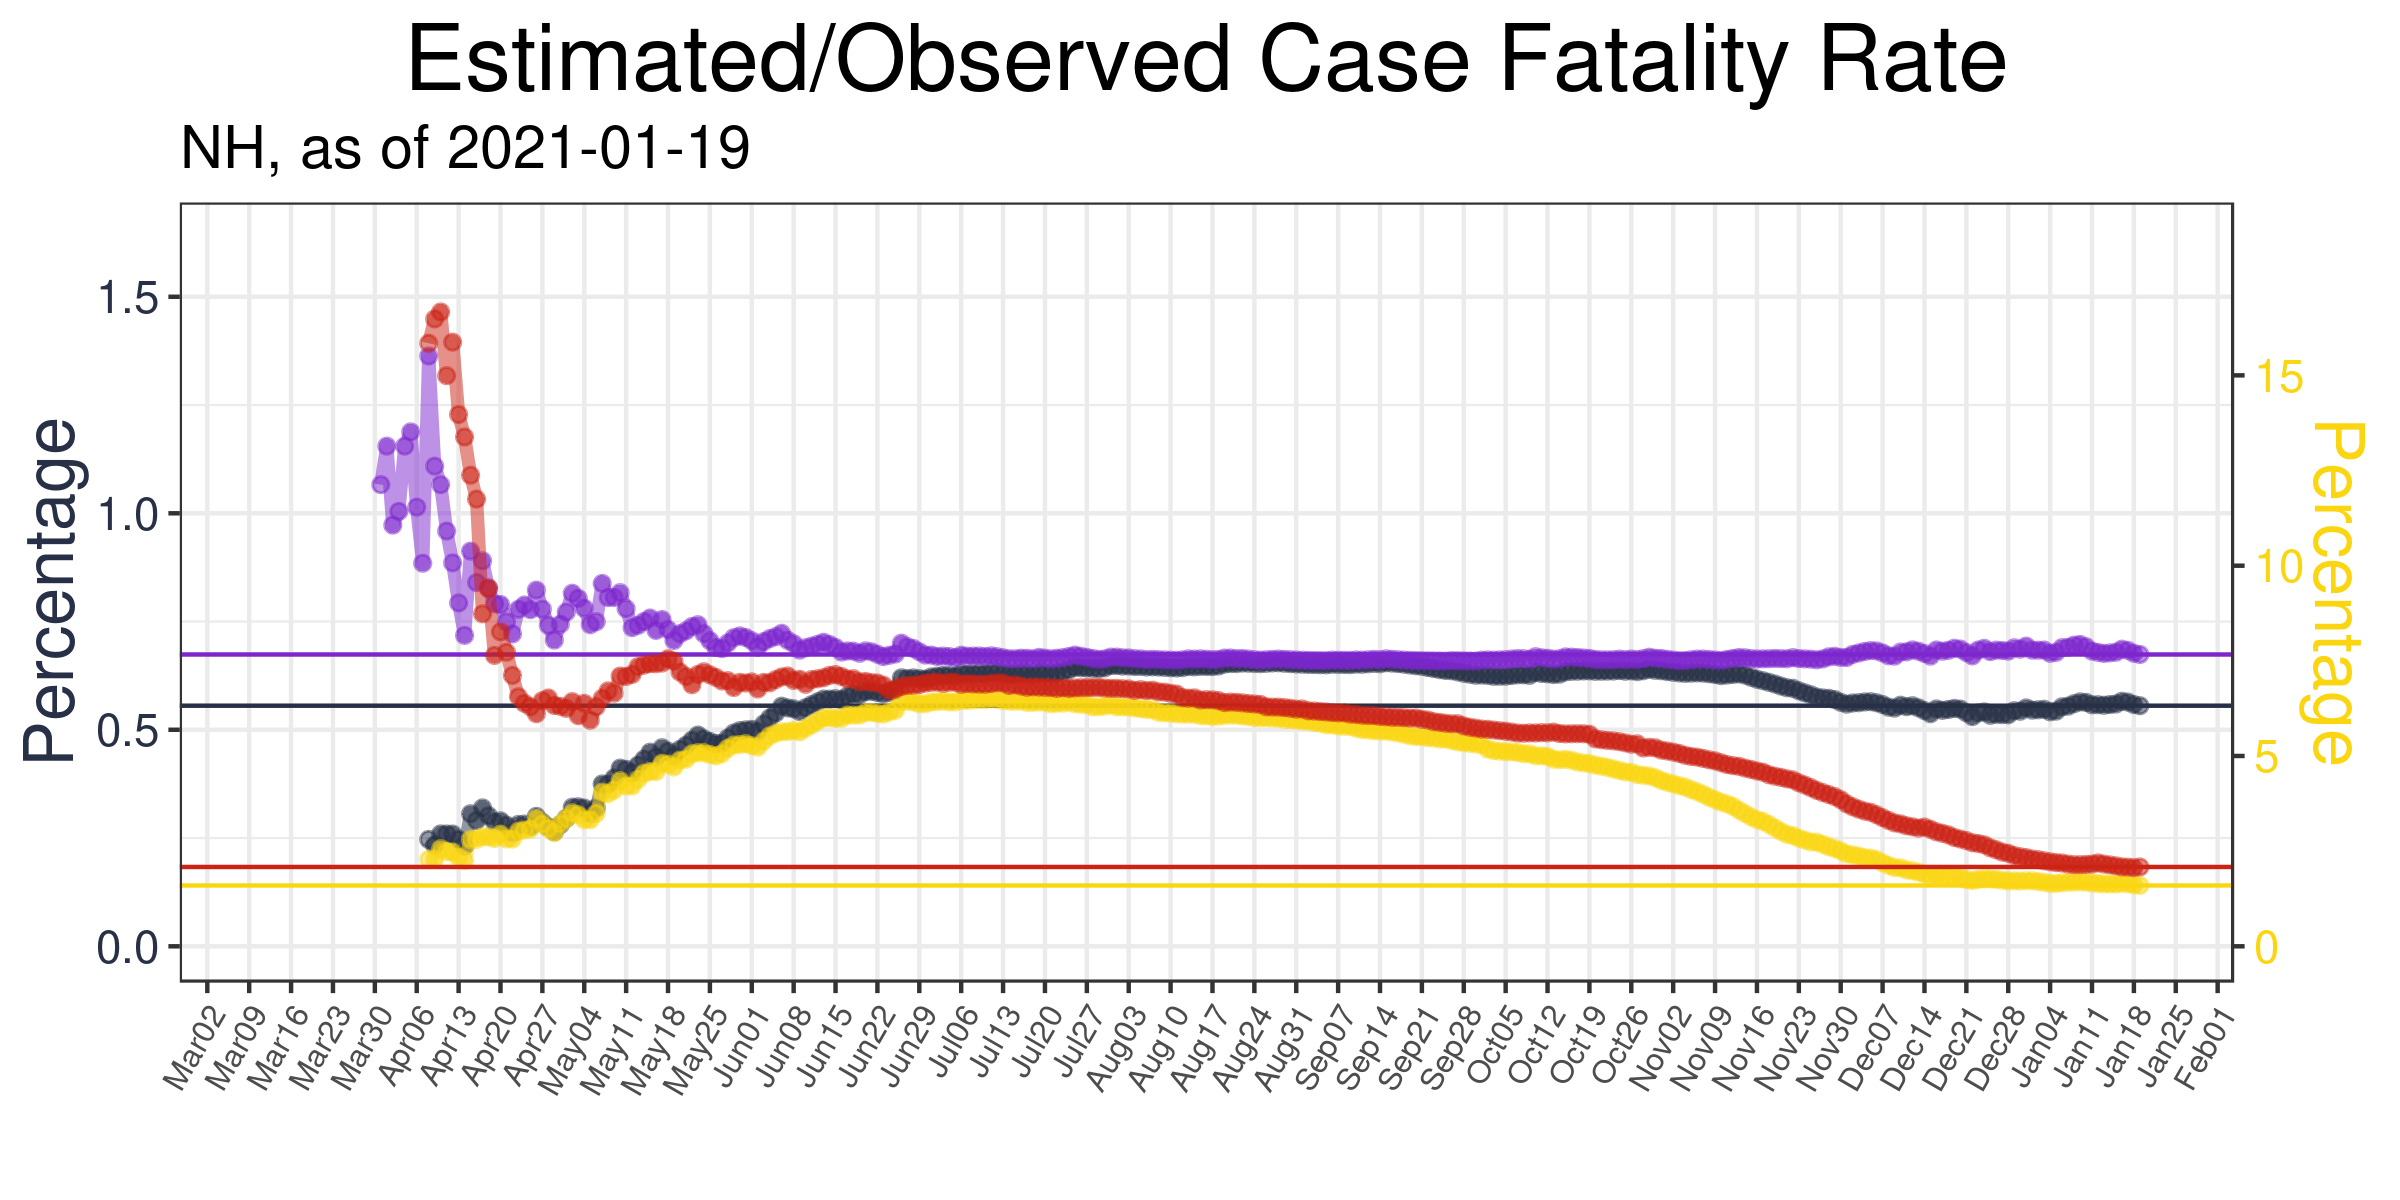 Estimated/Observed Case Fatality Rate
NH, as of 2021-01-19
Percentage
1.5
1.0
0.5
0.0
15
10
5
0
Percentage
Mar02 Mar09 Mar16 Mar23 Mar30 Apr06 Apr13 Apr20 Apr27 May04 May11 May18 May25 Jun01 Jun08 Jun15 Jun22 Jun29 Jul06 Jul13 Jul20 Jul27 Aug03 Aug10 Aug17 Aug24 Aug31 Sep07 Sep14 Sep21 Sep28 Oct05 Oct12 Oct19 Oct26 Nov02 Nov09 Nov16 Nov23 Nov30 Dec07 Dec14 Dec21 Dec28 Jan04 Jan11 Jan18 Jan25 Feb01